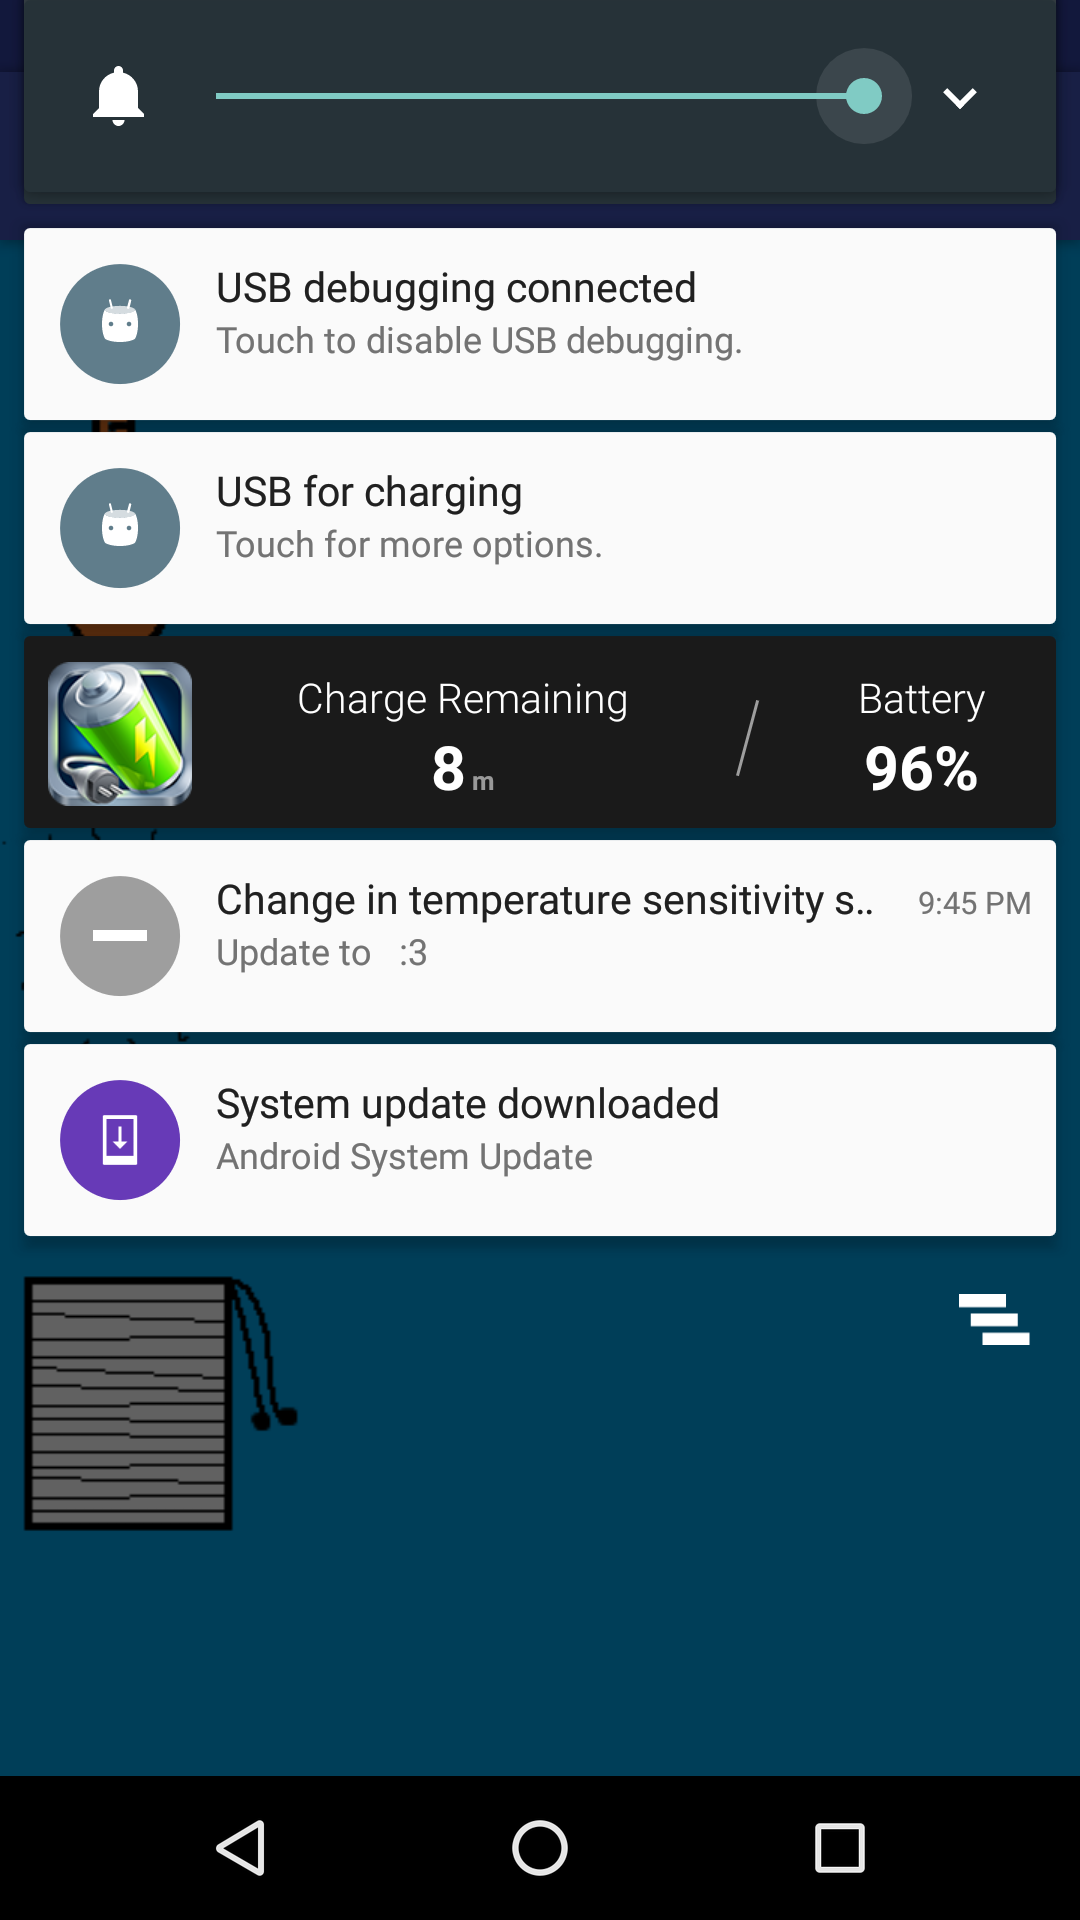 USB debugging connected
Touch to disable USB debugging.
USB for charging
Touch for more options.
Charge Remaining
Battery
8 m
96%
Change in temperature sensitivity s.. 9:45 PM
Update to :3
System update downloaded
Android System Update